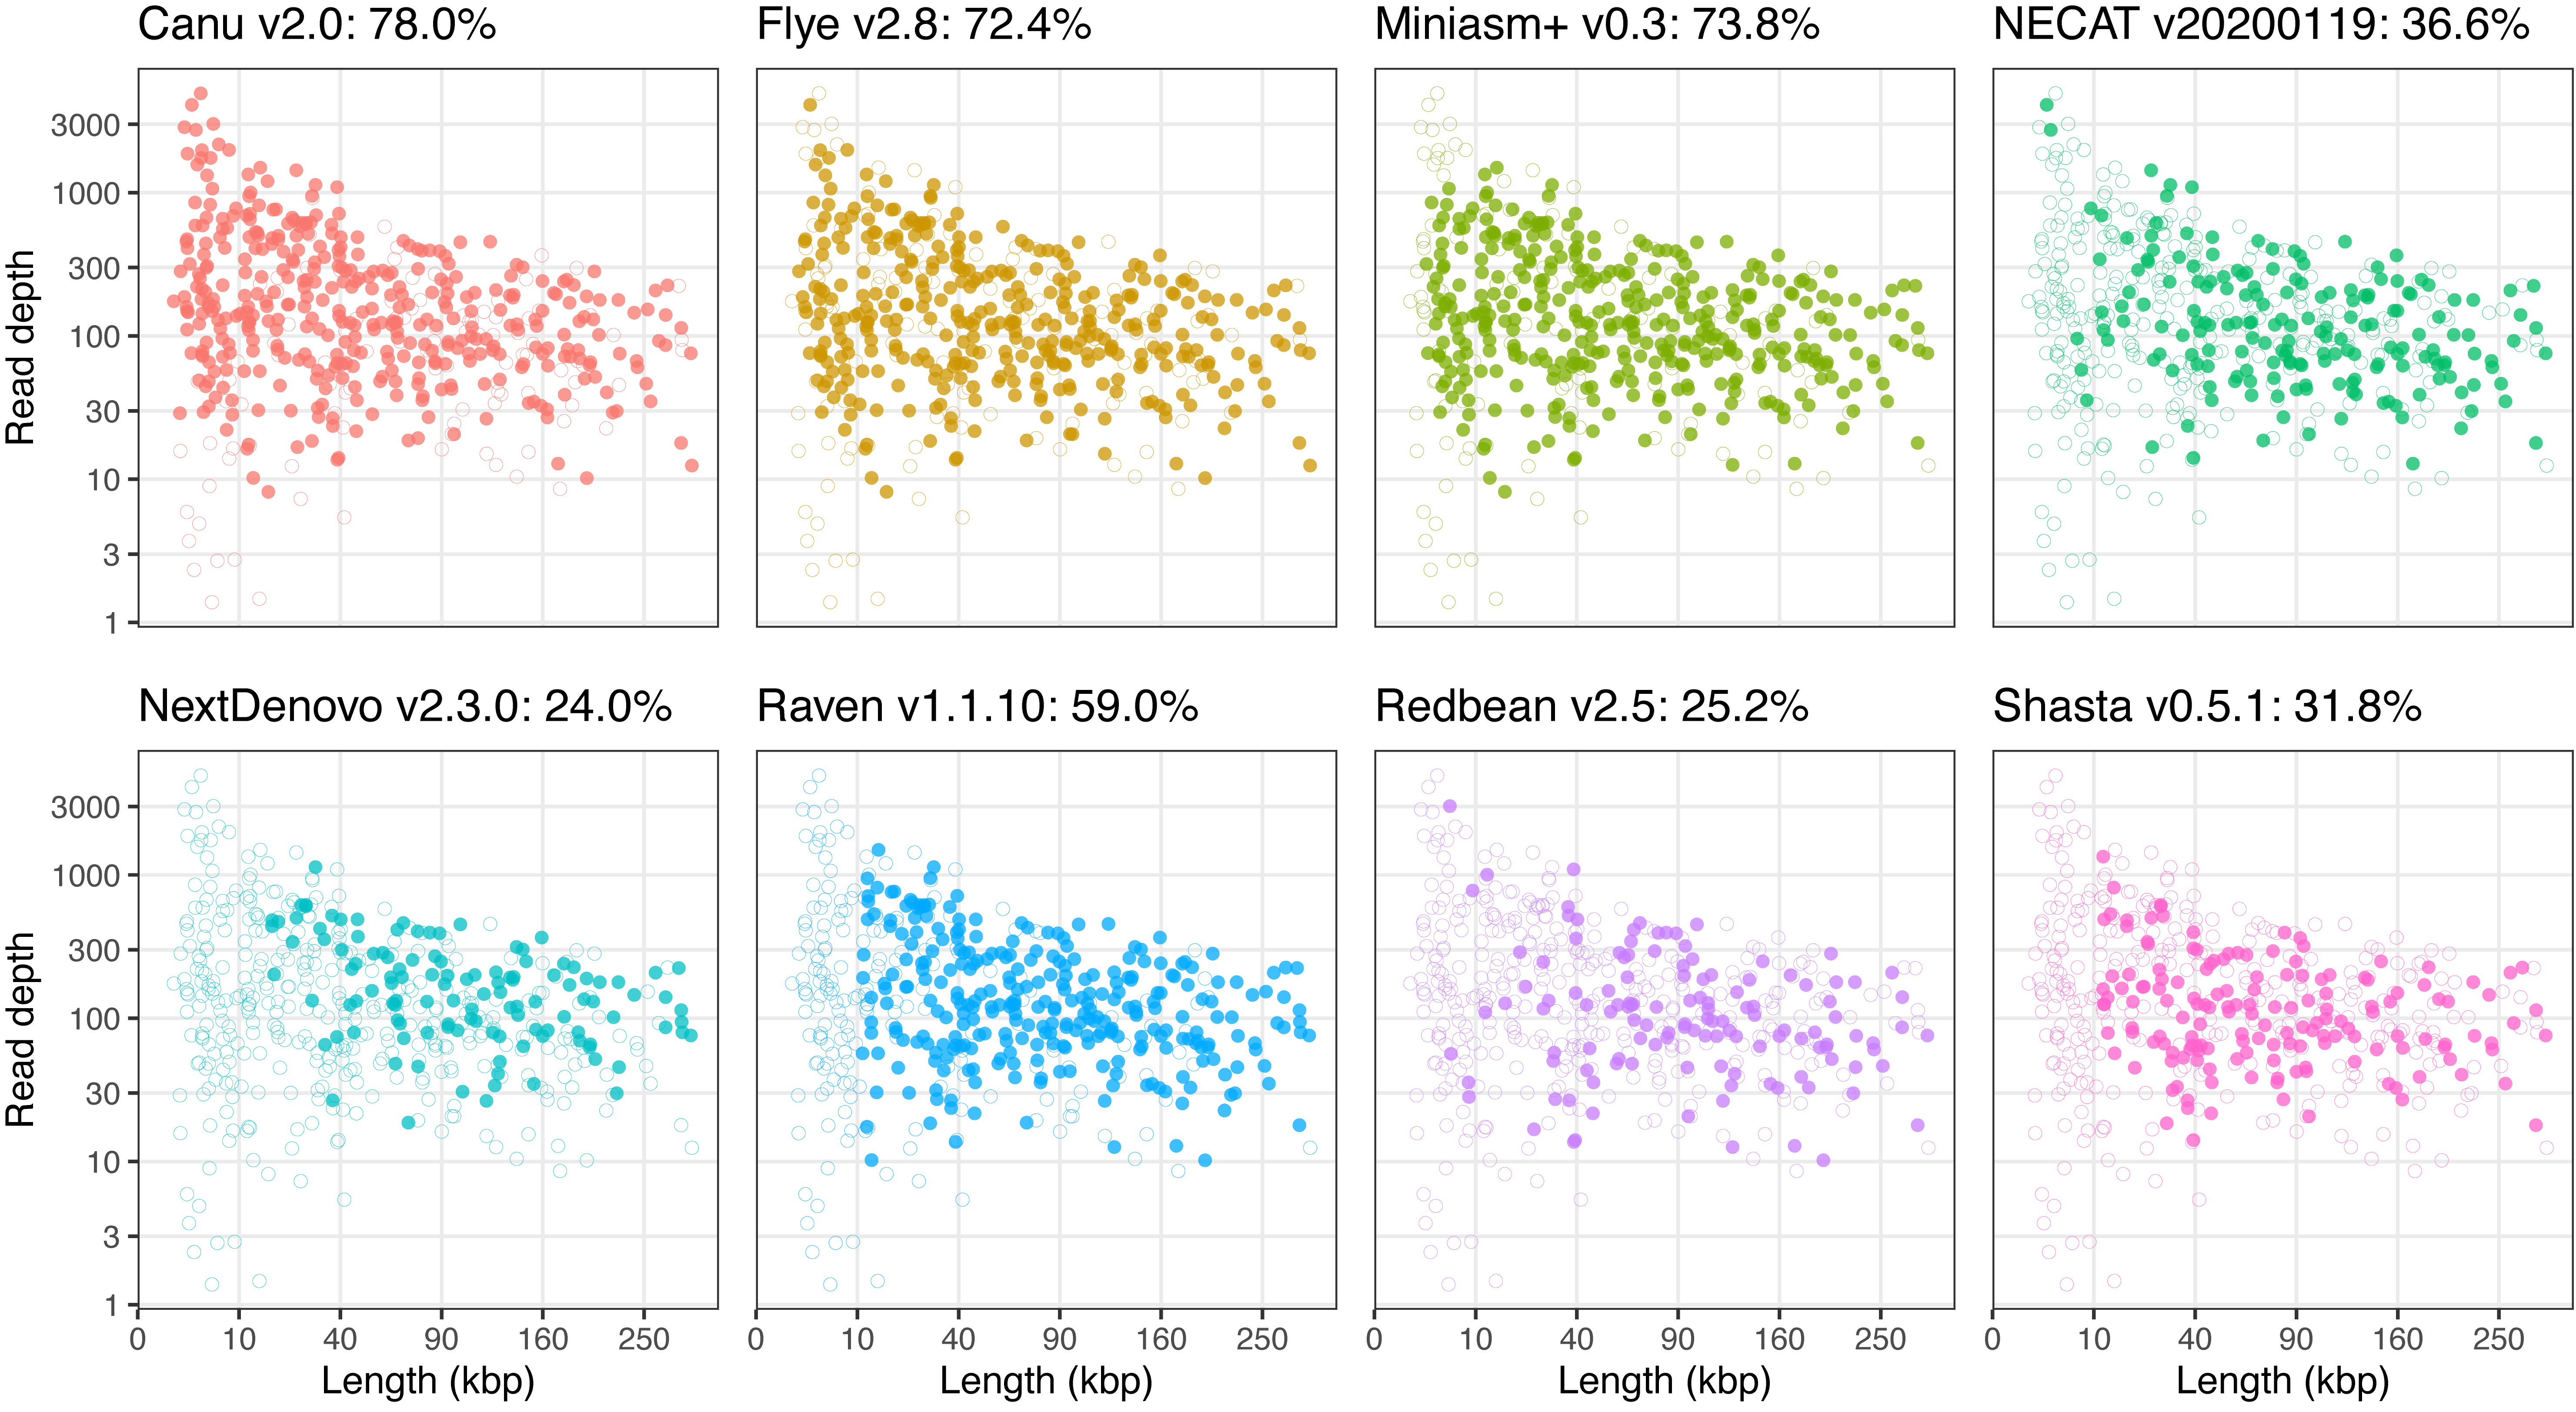 Canu v2.0: 78.0%
Flye v2.8: 72.4%
Miniasm+ v0.3: 73.8%
NECAT v20200119: 36.6%
Read depth
3000
1000
300
100
30
10
3
1
NextDenovo v2.3.0: 24.0%
Raven v1.1.10: 59.0%
Redbean v2.5: 25.2%
Shasta v0.5.1: 31.8%
Read depth
3000
1000
300
100
30
10
3
1
0 10 40 90 160 250
0 10 40 90 160 250
0 10 40 90 160 250
0 10 40 90 160 250
Length (kbp)
Length (kbp)
Length (kbp)
Length (kbp)